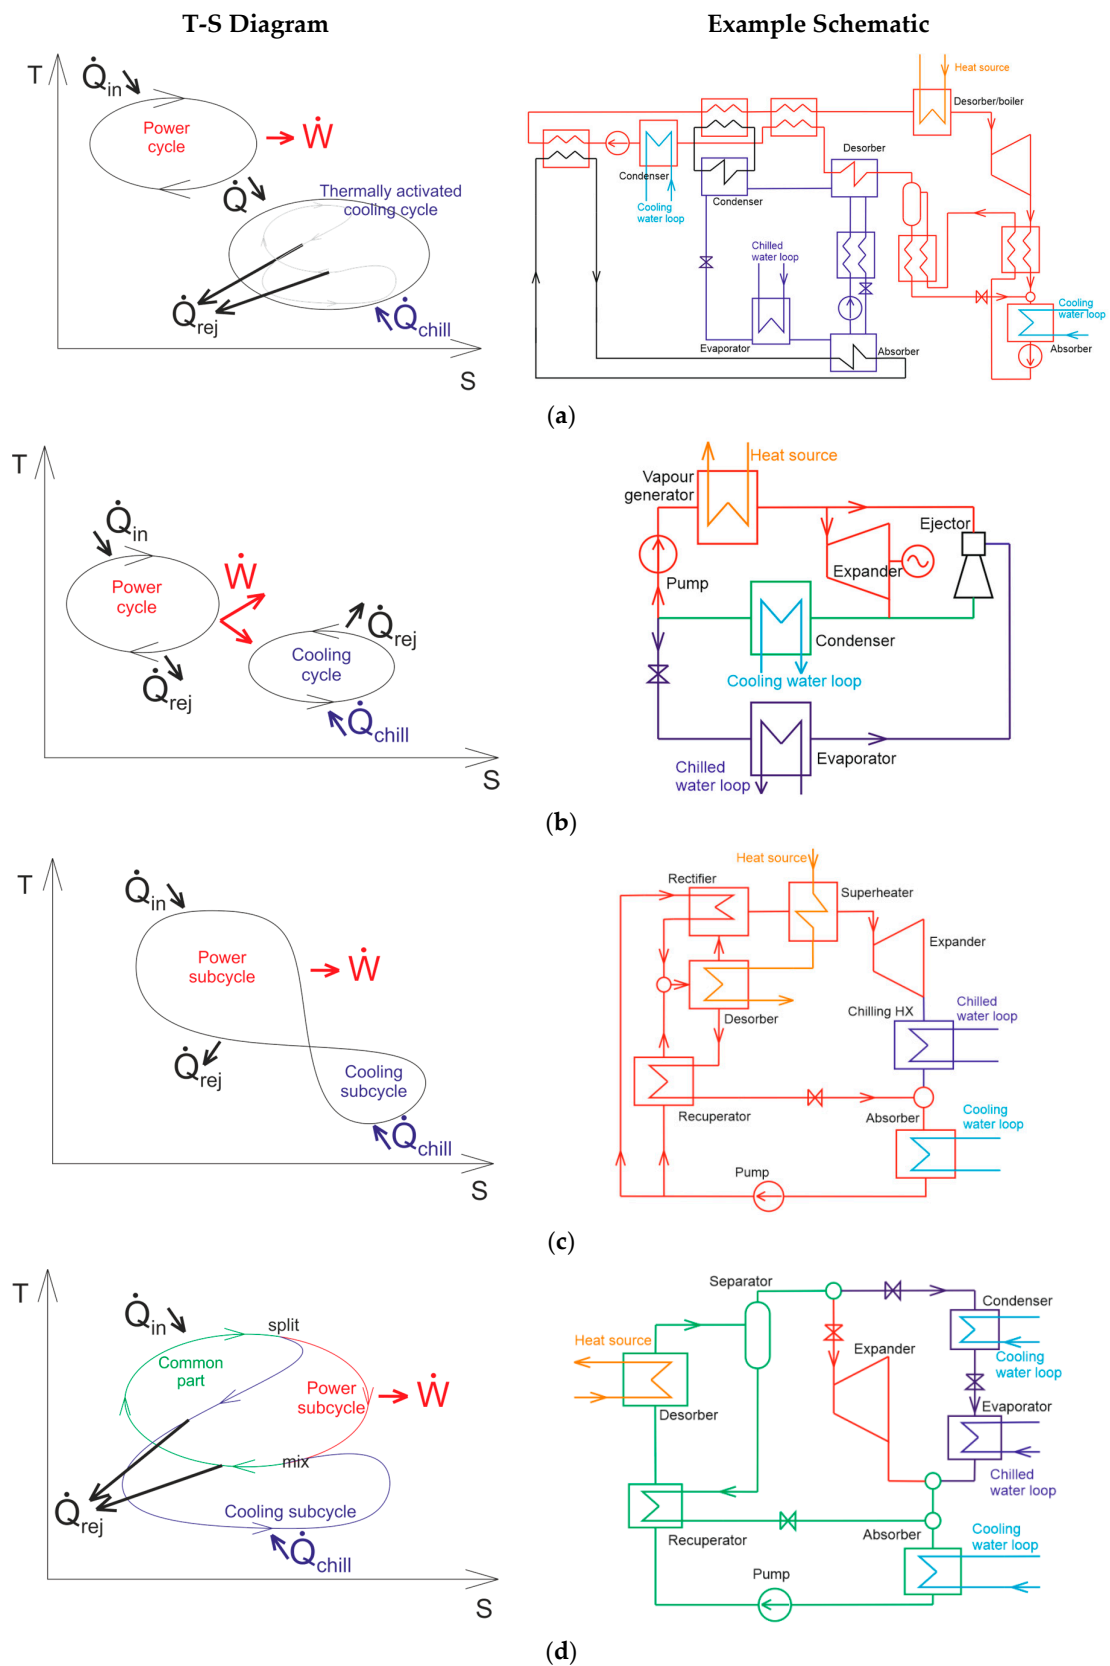 T-S Diagram
Example Schematic
T
Q̇in
Power
cycle
Ẇ
Q̇
Thermally activated
cooling cycle
Q̇rej
Q̇chill
S
Heat source
Desorber/boiler
Condenser
Cooling
water loop
Condenser
Desorber
Chilled
water loop
Evaporator
Absorber
Cooling
water loop
Absorber
(a)
T
Q̇in
Power
cycle
Ẇ
Q̇rej
Cooling
cycle
Q̇rej
Q̇chill
S
Heat source
Vapour
generator
Ejector
Pump
Expander
Condenser
Cooling water loop
Evaporator
Chilled
water loop
(b)
T
Q̇in
Power
subcycle
Ẇ
Q̇rej
Cooling
subcycle
Q̇chill
S
Heat source
Rectifier
Superheater
Expander
Chilling HX
Chilled
water loop
Desorber
Recuperator
Absorber
Cooling
water loop
Pump
(c)
T
Q̇in
split
Common
part
Power
subcycle
Ẇ
mix
Q̇rej
Cooling subcycle
Q̇chill
S
Separator
Condenser
Heat source
Expander
Cooling
water loop
Desorber
Evaporator
Chilled
water loop
Recuperator
Absorber
Cooling
water loop
Pump
(d)